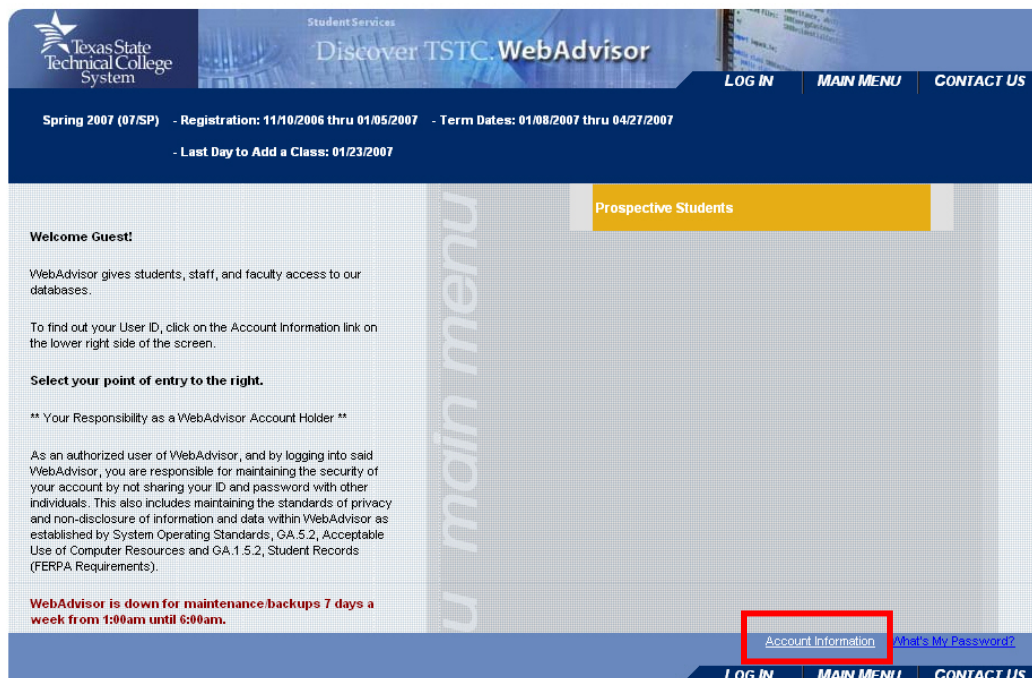 Texas State
Technical College
System
Student Services
Discover TSTC WebAdvisor
LOG IN MAIN MENU CONTACT US
Spring 2007 (07/SP) - Registration: 11/10/2006 thru 01/05/2007 - Term Dates: 01/08/2007 thru 04/27/2007
- Last Day to Add a Class: 01/23/2007
Prospective Students
Welcome Guest!
WebAdvisor gives students, staff, and faculty access to our
databases.
To find out your User ID, click on the Account Information link on
the lower right side of the screen.
Select your point of entry to the right.
** Your Responsibility as a WebAdvisor Account Holder **
As an authorized user of WebAdvisor, and by logging into said
WebAdvisor, you are responsible for maintaining the security of
your account by not sharing your ID and password with other
individuals. This also includes maintaining the standards of privacy
and non-disclosure of information and data within WebAdvisor as
established by System Operating Standards, GA.5.2, Acceptable
Use of Computer Resources and GA.1.5.2, Student Records
(FERPA Requirements).
WebAdvisor is down for maintenance/backups 7 days a
week from 1:00am until 6:00am.
u main menu
Account Information What's My Password?
LOG IN MAIN MENU CONTACT US